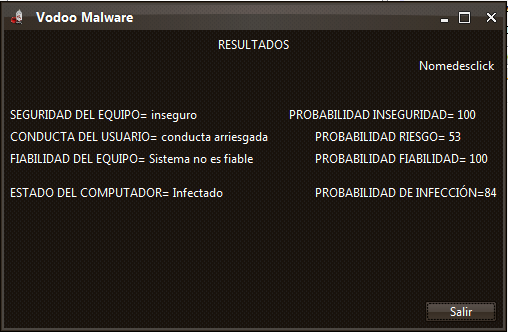 Vodoo Malware
RESULTADOS
Nomedesclick
SEGURIDAD DEL EQUIPO= inseguro PROBABILIDAD INSEGURIDAD= 100
CONDUCTA DEL USUARIO= conducta arriesgada PROBABILIDAD RIESGO= 53
FIABILIDAD DEL EQUIPO= Sistema no es fiable PROBABILIDAD FIABILIDAD= 100
ESTADO DEL COMPUTADOR= Infectado PROBABILIDAD DE INFECCIÓN=84
Salir